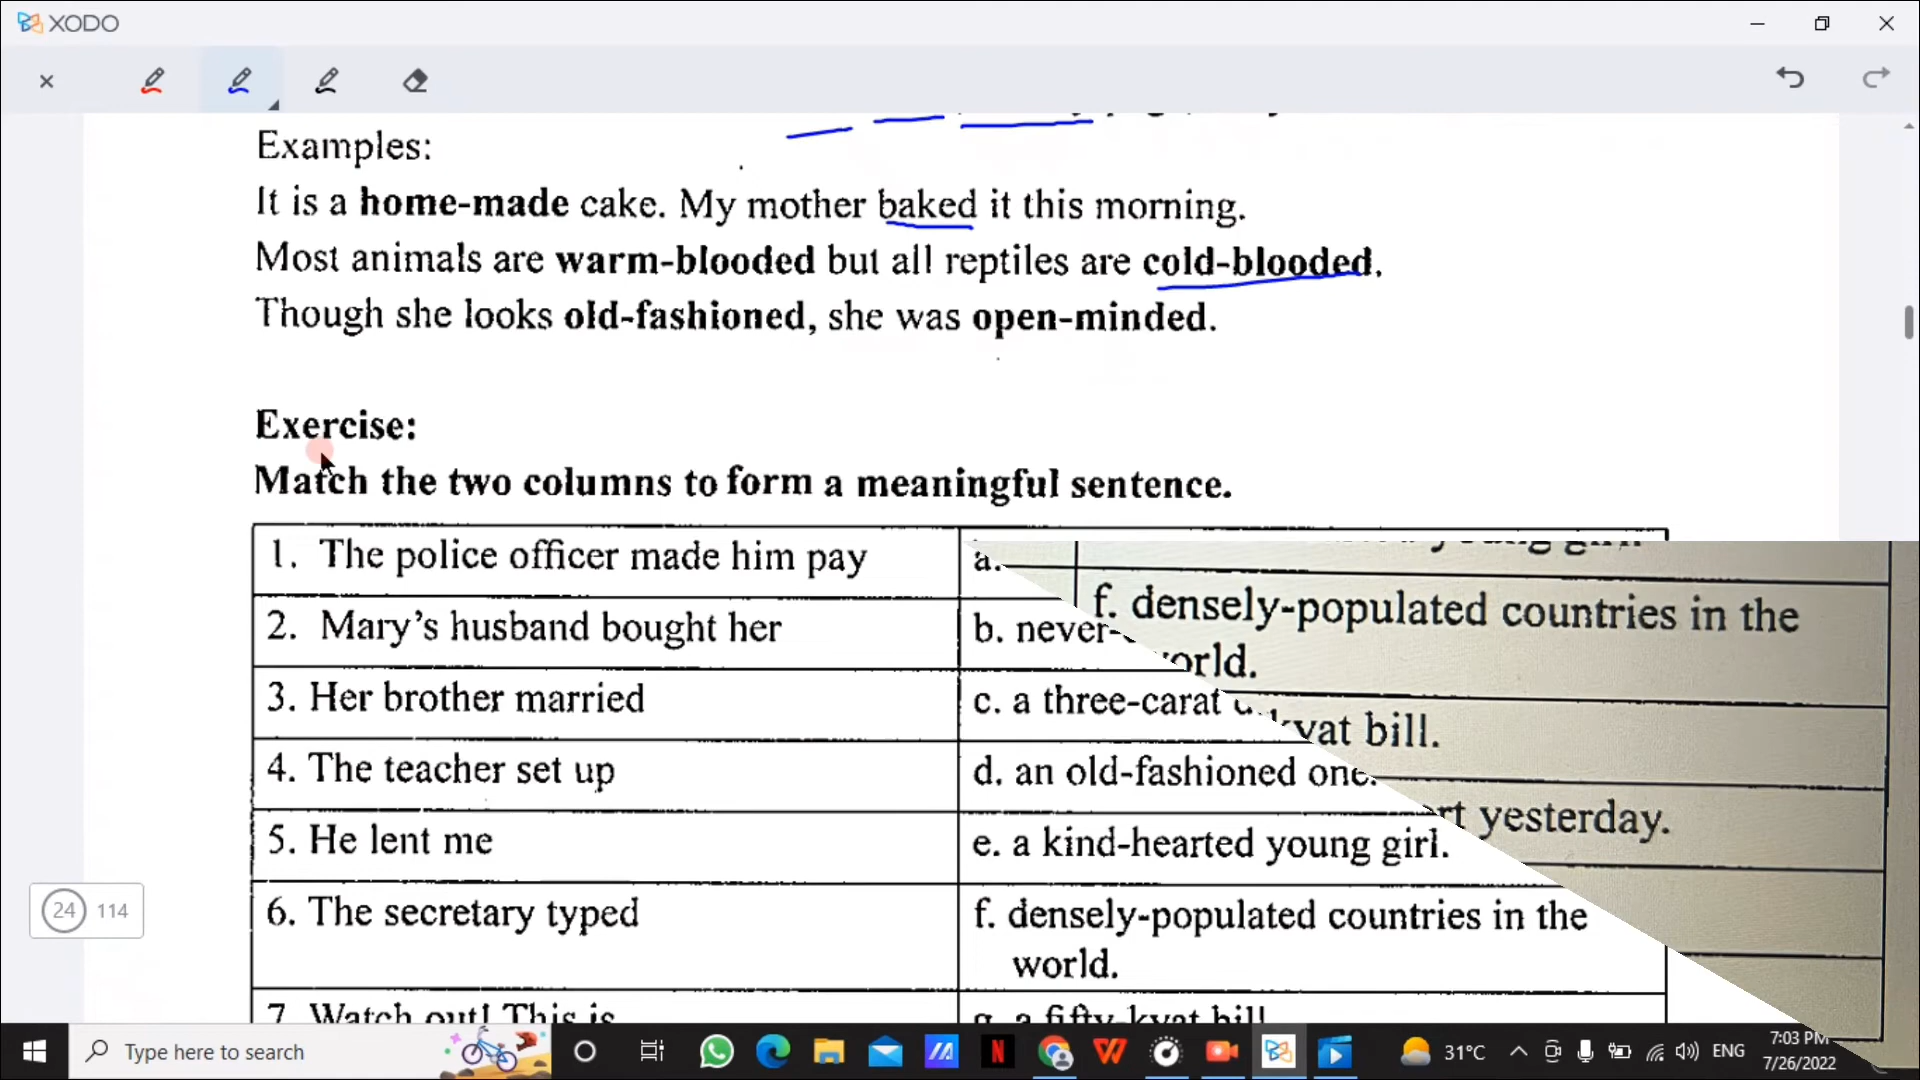 XODO
Examples:
It is a home-made cake. My mother baked it this morning.
Most animals are warm-blooded but all reptiles are cold-blooded.
Though she looks old-fashioned, she was open-minded.
Exercise:
Match the two columns to form a meaningful sentence.
1. The police officer made him pay
a.
2. Mary's husband bought her
b. never-
3. Her brother married
c. a three-carat
4. The teacher set up
d. an old-fashioned one.
5. He lent me
e. a kind-hearted young girl.
6. The secretary typed
f. densely-populated countries in the
world.
7. Watch out! This is
g. a fifty-kyat bill.
f. densely-populated countries in the
world.
kyat bill.
yesterday.
24 114
Type here to search
31°C
ENG
7:03 PM
7/26/2022